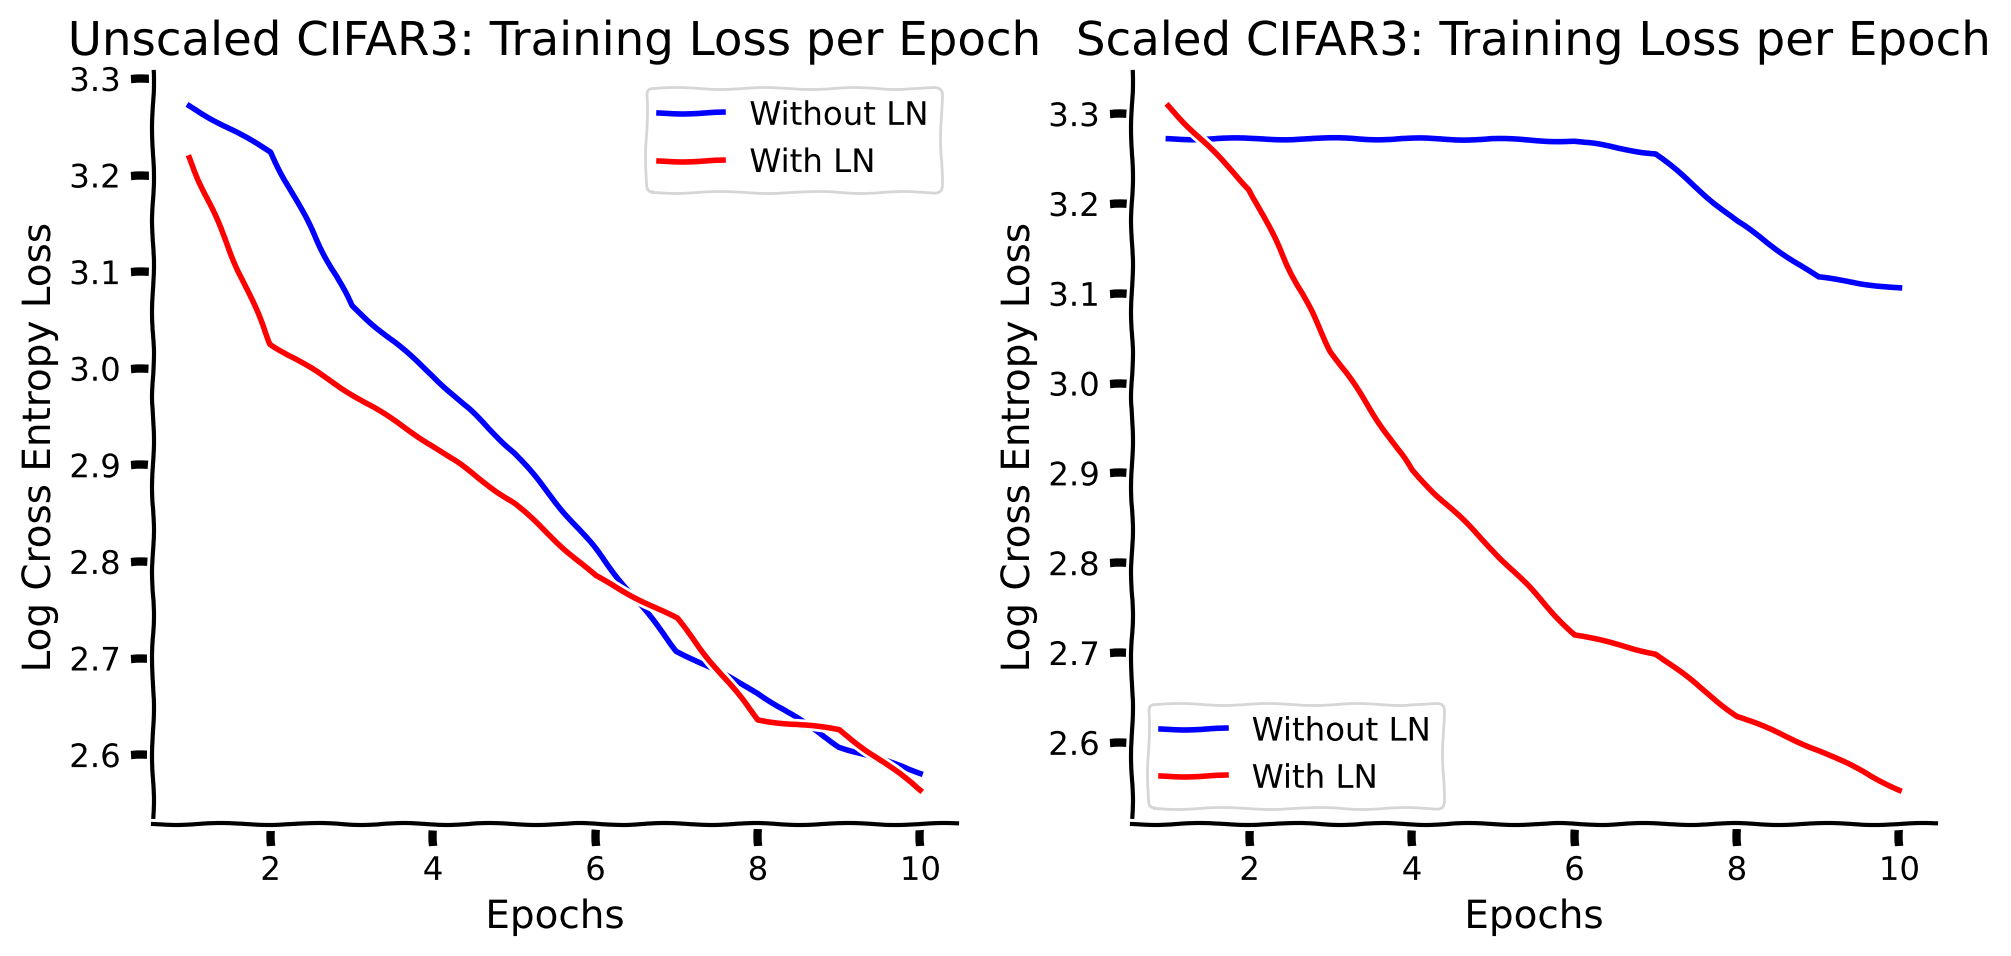 Unscaled CIFAR3: Training Loss per Epoch
3.3
3.2
3.1
3.0
2.9
2.8
2.7
2.6
Log Cross Entropy Loss
Without LN
With LN
2 4 6 8 10
Epochs
Scaled CIFAR3: Training Loss per Epoch
3.3
3.2
3.1
3.0
2.9
2.8
2.7
2.6
Log Cross Entropy Loss
Without LN
With LN
2 4 6 8 10
Epochs